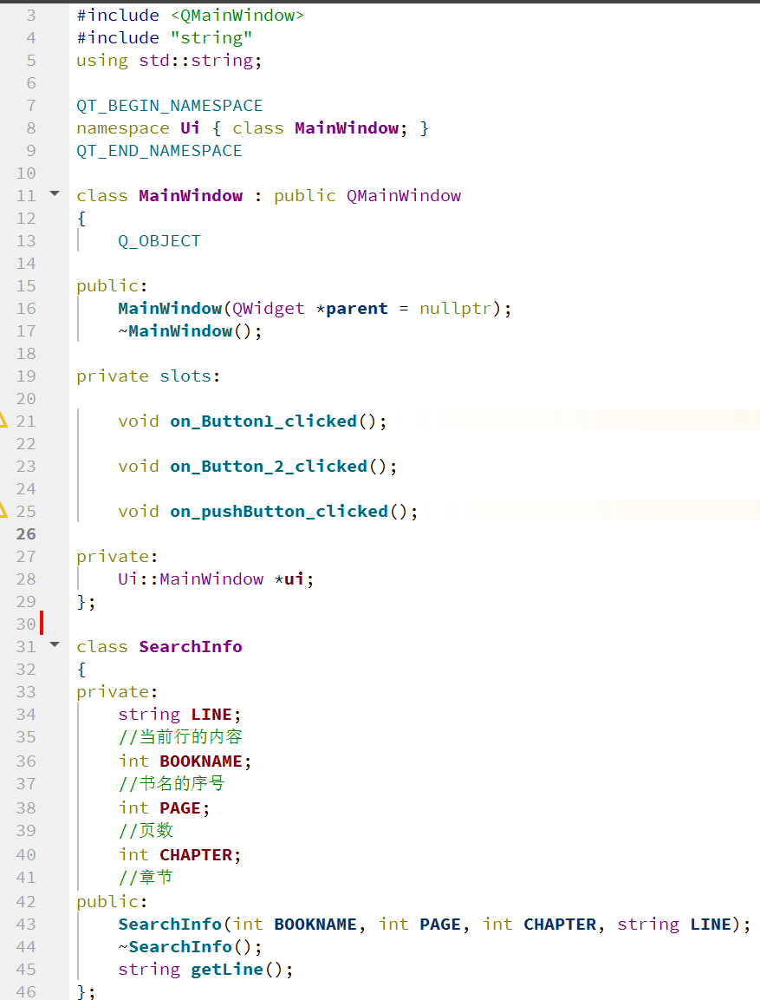 3 #include <QMainWindow>
4 #include "string"
5 using std::string;
6
7 QT_BEGIN_NAMESPACE
8 namespace Ui { class MainWindow; }
9 QT_END_NAMESPACE
10
11 class MainWindow : public QMainWindow
12 {
13     Q_OBJECT
14
15 public:
16     MainWindow(QWidget *parent = nullptr);
17     ~MainWindow();
18
19 private slots:
20
21     void on_Button1_clicked();
22
23     void on_Button_2_clicked();
24
25     void on_pushButton_clicked();
26
27 private:
28     Ui::MainWindow *ui;
29 };
30
31 class SearchInfo
32 {
33 private:
34     string LINE;
35     //当前行的内容
36     int BOOKNAME;
37     //书名的序号
38     int PAGE;
39     //页数
40     int CHAPTER;
41     //章节
42 public:
43     SearchInfo(int BOOKNAME, int PAGE, int CHAPTER, string LINE);
44     ~SearchInfo();
45     string getLine();
46 };